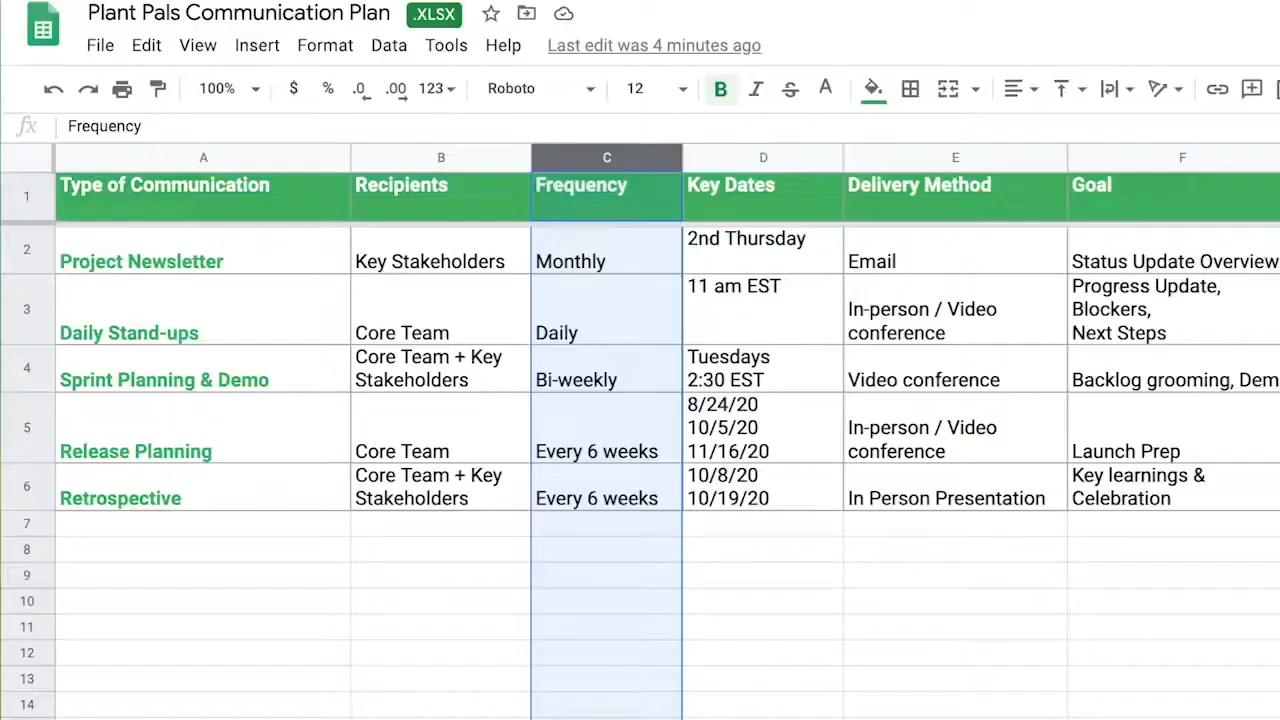 Plant Pals Communication Plan .XLSX
File Edit View Insert Format Data Tools Help Last edit was 4 minutes ago
100% $ % .0 .00 123 Roboto 12 B I S A
fx Frequency
A B C D E F
1 Type of Communication Recipients Frequency Key Dates Delivery Method Goal
2 Project Newsletter Key Stakeholders Monthly 2nd Thursday Email Status Update Overview
3 Daily Stand-ups Core Team Daily 11 am EST In-person / Video
conference Progress Update,
Blockers,
Next Steps
4 Sprint Planning & Demo Core Team + Key
Stakeholders Bi-weekly Tuesdays
2:30 EST Video conference Backlog grooming, Dem
5 Release Planning Core Team Every 6 weeks 8/24/20
10/5/20
11/16/20 In-person / Video
conference Launch Prep
6 Retrospective Core Team + Key
Stakeholders Every 6 weeks 10/8/20
10/19/20 In Person Presentation Key learnings &
Celebration
7
8
9
10
11
12
13
14